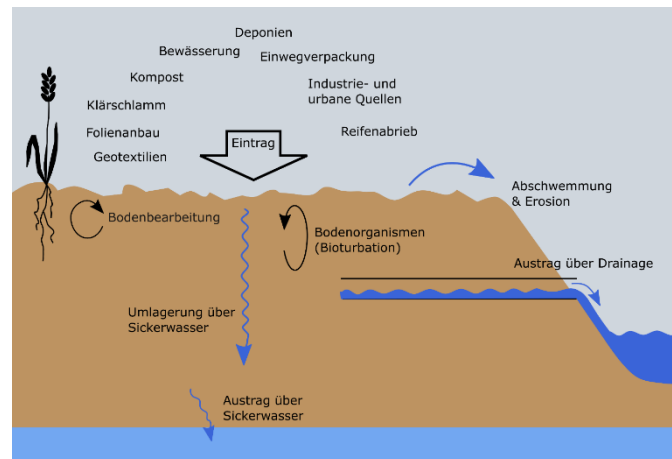 Deponien
Bewässerung
Einwegverpackung
Kompost
Industrie- und
urbane Quellen
Klärschlamm
Folienanbau
Reifenabrieb
Geotextilien
Eintrag
Abschwemmung
& Erosion
Bodenbearbeitung
Bodenorganismen
(Bioturbation)
Austrag über Drainage
Umlagerung über
Sickerwasser
Austrag über
Sickerwasser